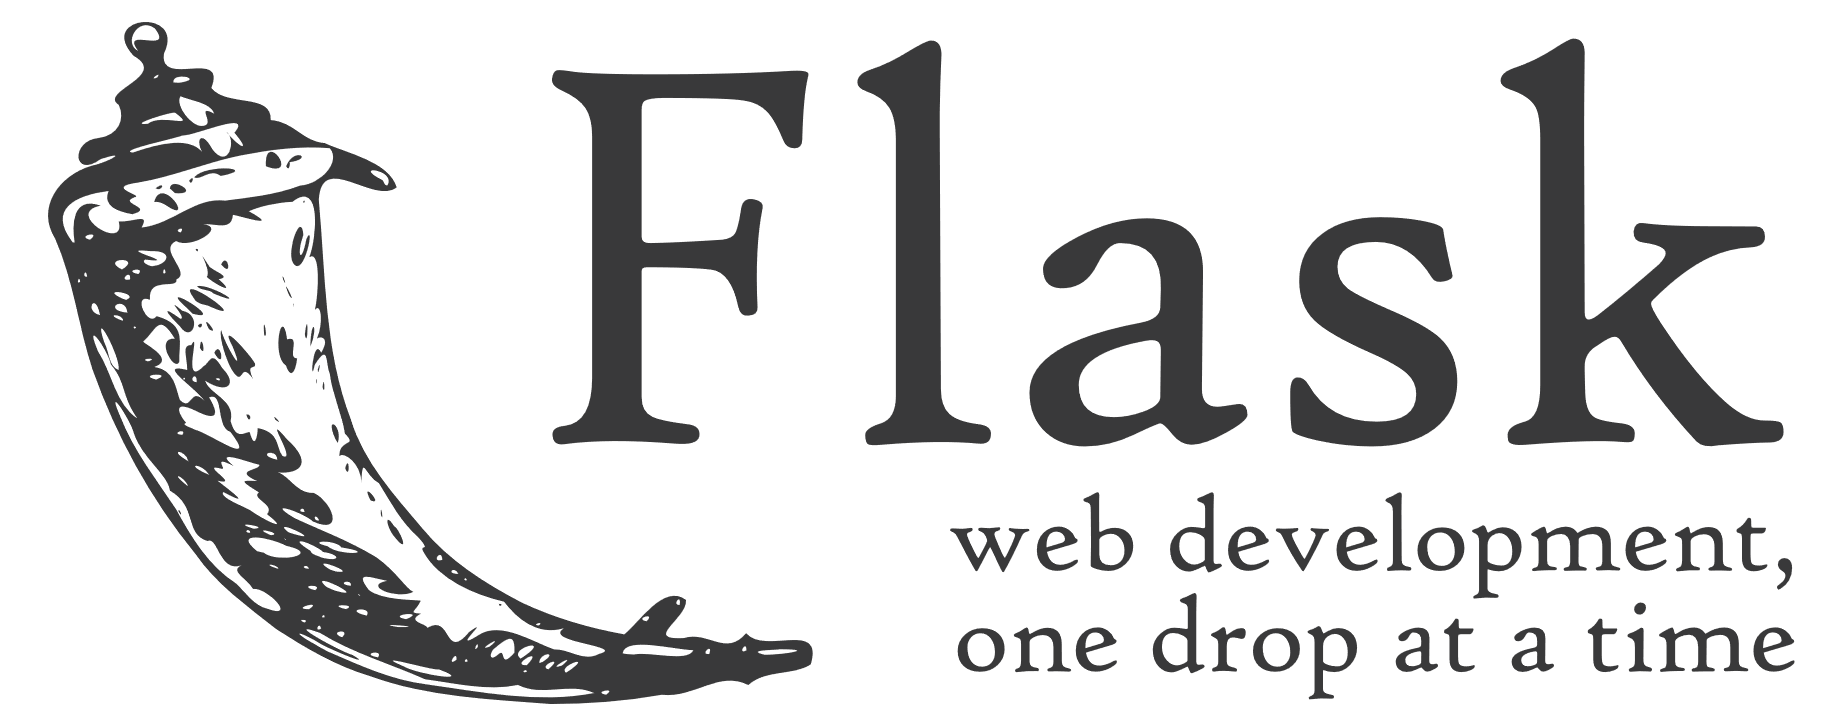 Flask
web development,
one drop at a time